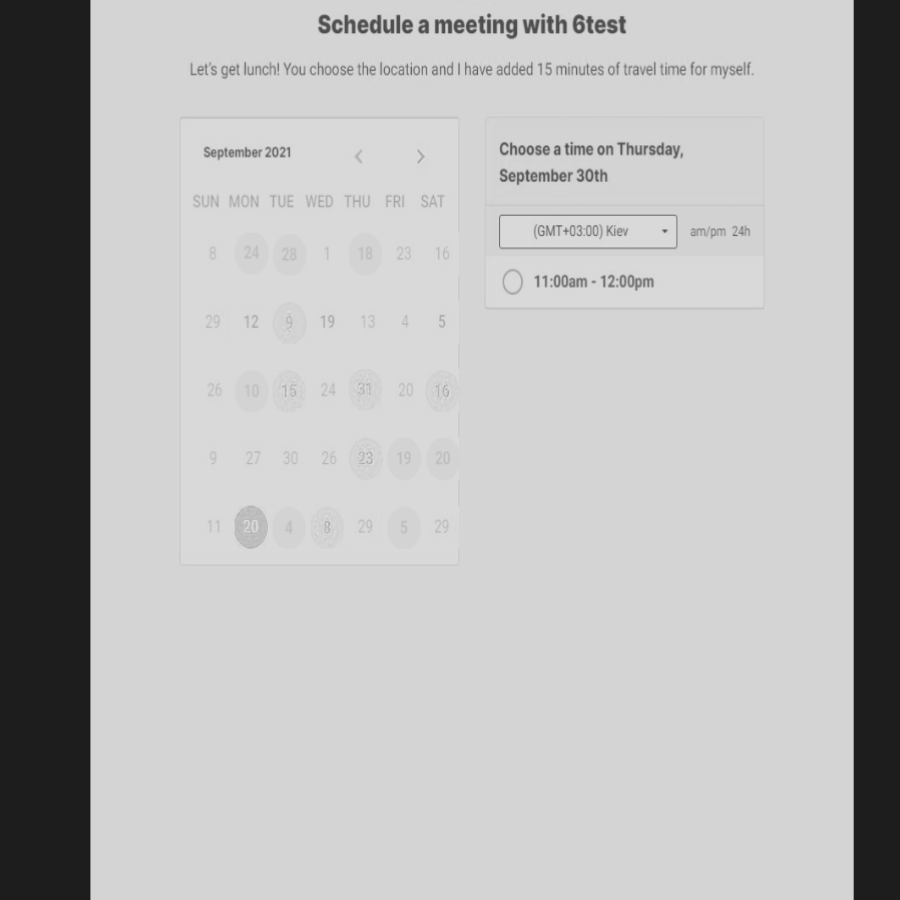 Schedule a meeting with 6test
Let's get lunch! You choose the location and I have added 15 minutes of travel time for myself.
September 2021
SUN MON TUE WED THU FRI SAT
8 24 28 1 18 23 16
29 12 9 19 13 4 5
26 10 15 24 31 20 16
9 27 30 26 23 19 20
11 20 4 8 29 5 29
Choose a time on Thursday,
September 30th
(GMT+03:00) Kiev am/pm 24h
11:00am - 12:00pm